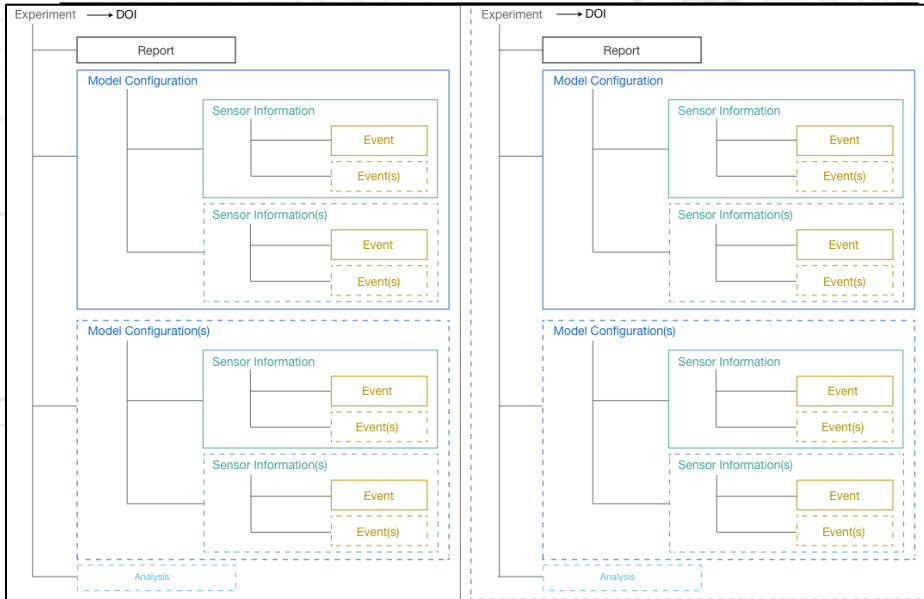 Experiment → DOI
Report
Model Configuration
Sensor Information
Event
Event(s)
Sensor Information(s)
Event
Event(s)
Model Configuration(s)
Sensor Information
Event
Event(s)
Sensor Information(s)
Event
Event(s)
Analysis
Experiment → DOI
Report
Model Configuration
Sensor Information
Event
Event(s)
Sensor Information(s)
Event
Event(s)
Model Configuration(s)
Sensor Information
Event
Event(s)
Sensor Information(s)
Event
Event(s)
Analysis